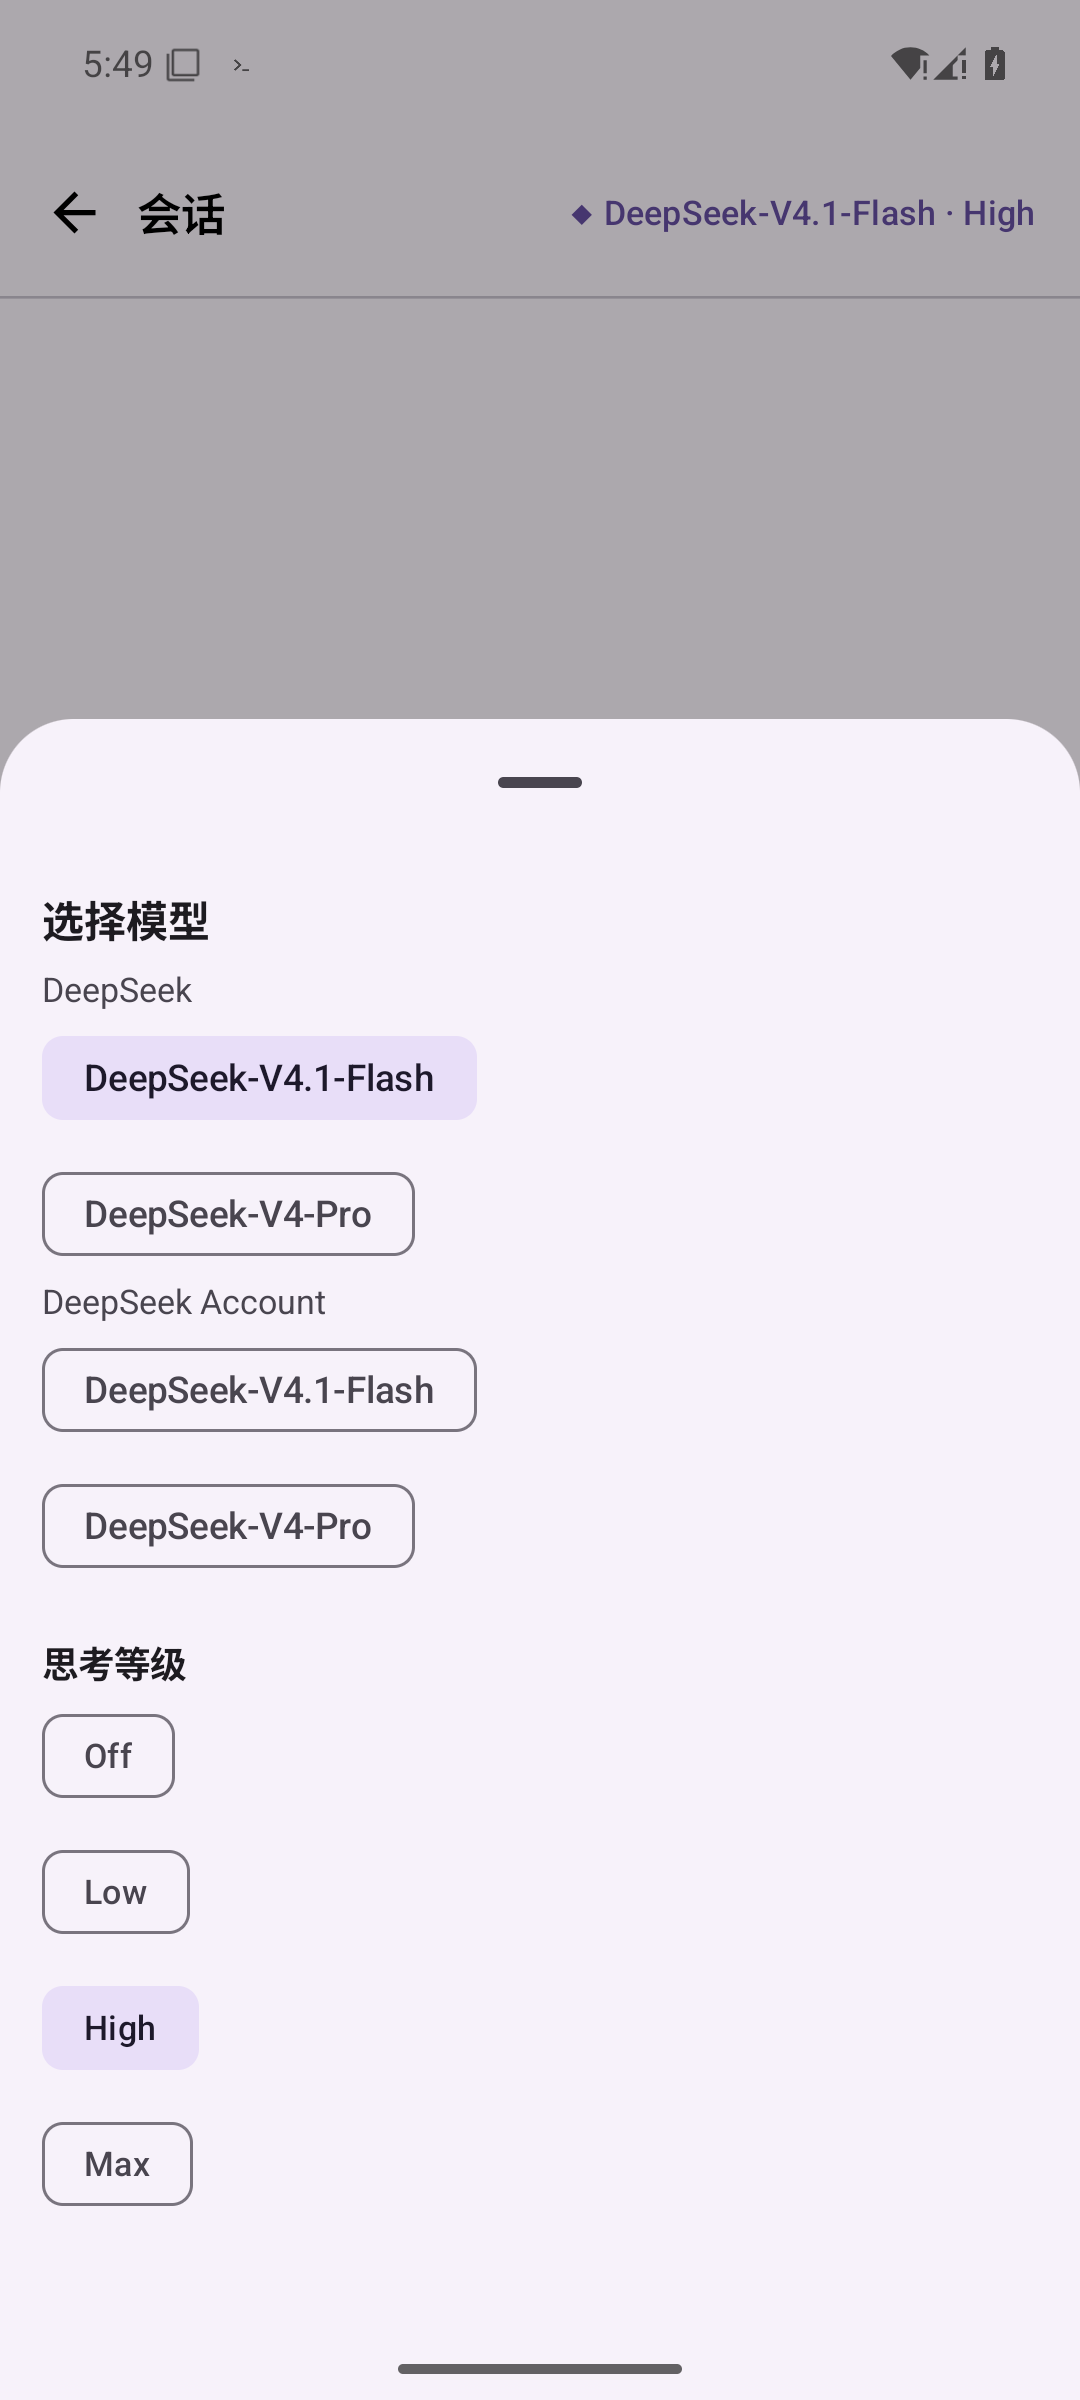 5:49
会话
◆ DeepSeek-V4.1-Flash · High
选择模型
DeepSeek
DeepSeek-V4.1-Flash
DeepSeek-V4-Pro
DeepSeek Account
DeepSeek-V4.1-Flash
DeepSeek-V4-Pro
思考等级
Off
Low
High
Max